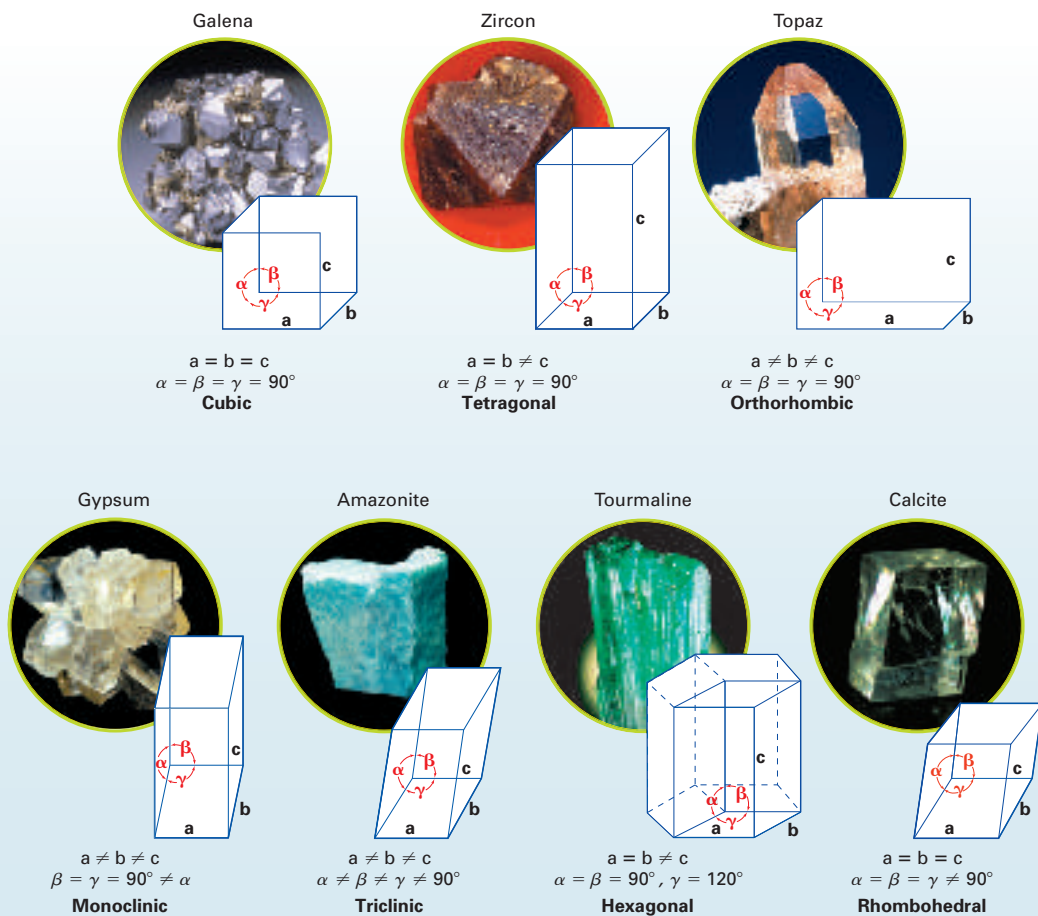 Galena
Zircon
Topaz
α β γ c b a
α β γ c b a
α β γ c b a
a = b = c
α = β = γ = 90°
Cubic
a = b ≠ c
α = β = γ = 90°
Tetragonal
a ≠ b ≠ c
α = β = γ = 90°
Orthorhombic
Gypsum
Amazonite
Tourmaline
Calcite
α β γ c b a
α β γ c b a
α β γ c b a
α β γ c b a
a ≠ b ≠ c
β = γ = 90° ≠ α
Monoclinic
a ≠ b ≠ c
α ≠ β ≠ γ ≠ 90°
Triclinic
a = b ≠ c
α = β = 90°, γ = 120°
Hexagonal
a = b = c
α = β = γ ≠ 90°
Rhombohedral